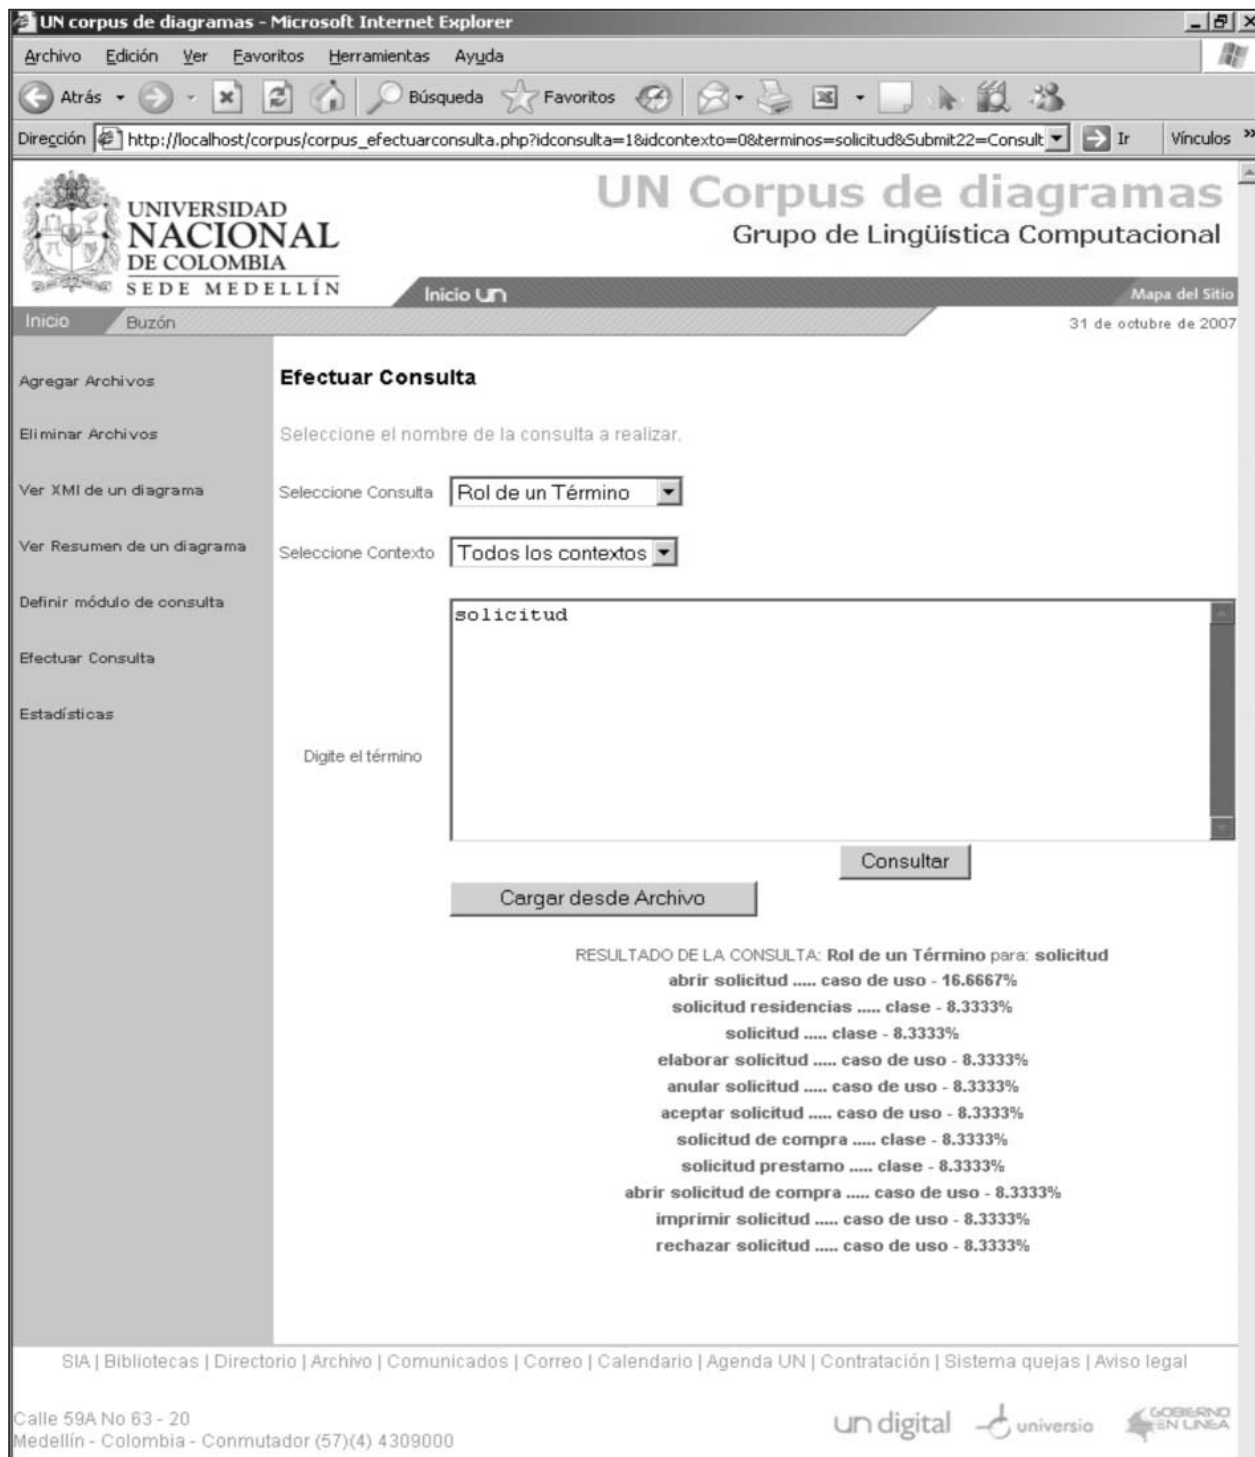 UN corpus de diagramas - Microsoft Internet Explorer
Archivo Edición Ver Favoritos Herramientas Ayuda
Atrás Búsqueda Favoritos
Dirección http://localhost/corpus/corpus_efectuarconsulta.php?idconsulta=1&idcontexto=0&terminos=solicitud&Submit22=Consult Ir Vínculos »
UN Corpus de diagramas
Grupo de Lingüística Computacional
UNIVERSIDAD
NACIONAL
DE COLOMBIA
SEDE MEDELLÍN
Inicio un Mapa del Sitio
Inicio Buzón 31 de octubre de 2007
Agregar Archivos
Eliminar Archivos
Ver XMI de un diagrama
Ver Resumen de un diagrama
Definir módulo de consulta
Efectuar Consulta
Estadísticas
Efectuar Consulta
Seleccione el nombre de la consulta a realizar.
Seleccione Consulta Rol de un Término
Seleccione Contexto Todos los contextos
solicitud
Digite el término
Consultar
Cargar desde Archivo
RESULTADO DE LA CONSULTA: Rol de un Término para: solicitud
abrir solicitud ..... caso de uso - 16.6667%
solicitud residencias ..... clase - 8.3333%
solicitud ..... clase - 8.3333%
elaborar solicitud ..... caso de uso - 8.3333%
anular solicitud ..... caso de uso - 8.3333%
aceptar solicitud ..... caso de uso - 8.3333%
solicitud de compra ..... clase - 8.3333%
solicitud prestamo ..... clase - 8.3333%
abrir solicitud de compra ..... caso de uso - 8.3333%
imprimir solicitud ..... caso de uso - 8.3333%
rechazar solicitud ..... caso de uso - 8.3333%
SIA | Bibliotecas | Directorio | Archivo | Comunicados | Correo | Calendario | Agenda UN | Contratación | Sistema quejas | Aviso legal
Calle 59A No 63 - 20
Medellín - Colombia - Conmutador (57)(4) 4309000
un digital universia GOBIERNO EN LINEA